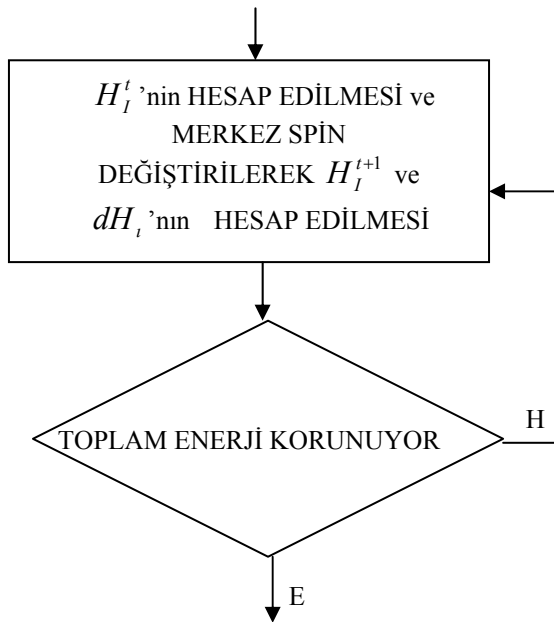 $H_I^t$ 'nin HESAP EDİLMESİ ve
MERKEZ SPİN
DEĞİŞTİRİLEREK $H_I^{t+1}$ ve
$dH_ı$ 'nın HESAP EDİLMESİ
TOPLAM ENERJİ KORUNUYOR
H
E